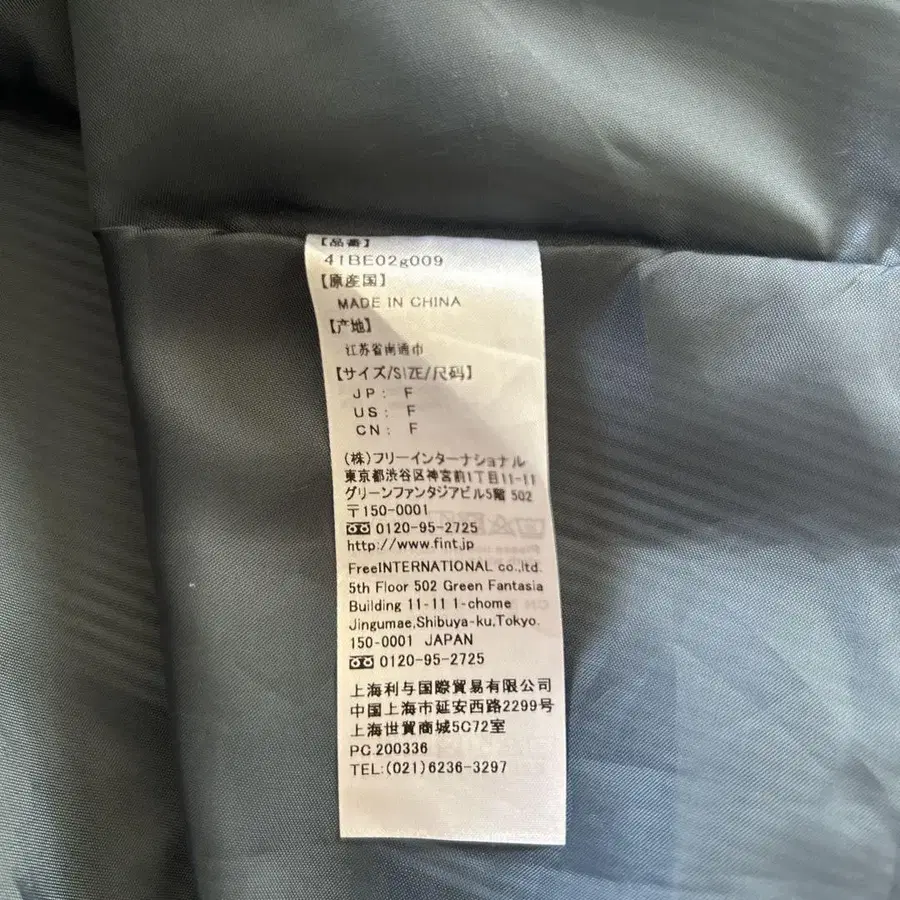 【品番】
41BE02g009
【原産国】
MADE IN CHINA
【产地】
江苏省南通市
【サイズ/SIZE/尺码】
JP: F
US: F
CN: F
(株)フリーインターナショナル
東京都渋谷区神宮前1丁目11-11
グリーンファンタジアビル5階 502
〒150-0001
0120-95-2725
http://www.fint.jp
FreeINTERNATIONAL co.,ltd.
5th Floor 502 Green Fantasia
Building 11-11 1-chome
Jingumae,Shibuya-ku,Tokyo.
150-0001 JAPAN
0120-95-2725
上海利与国際貿易有限公司
中国上海市延安西路2299号
上海世貿商城5C72室
PC.200336
TEL:(021)6236-3297